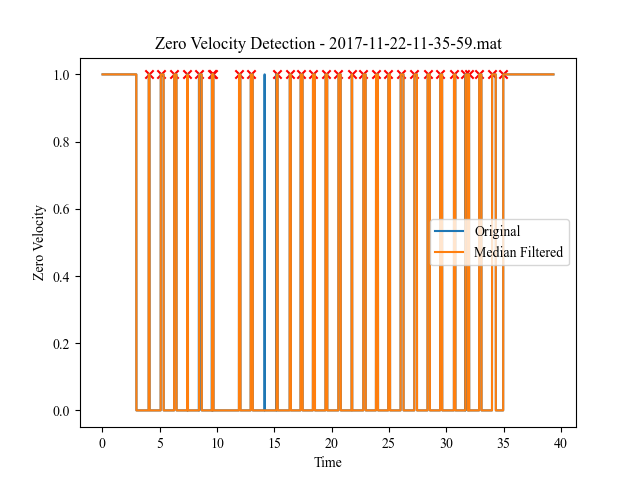 Zero Velocity Detection - 2017-11-22-11-35-59.mat
1.0
0.8
0.6
0.4
0.2
0.0
Zero Velocity
Original
Median Filtered
0 5 10 15 20 25 30 35 40
Time